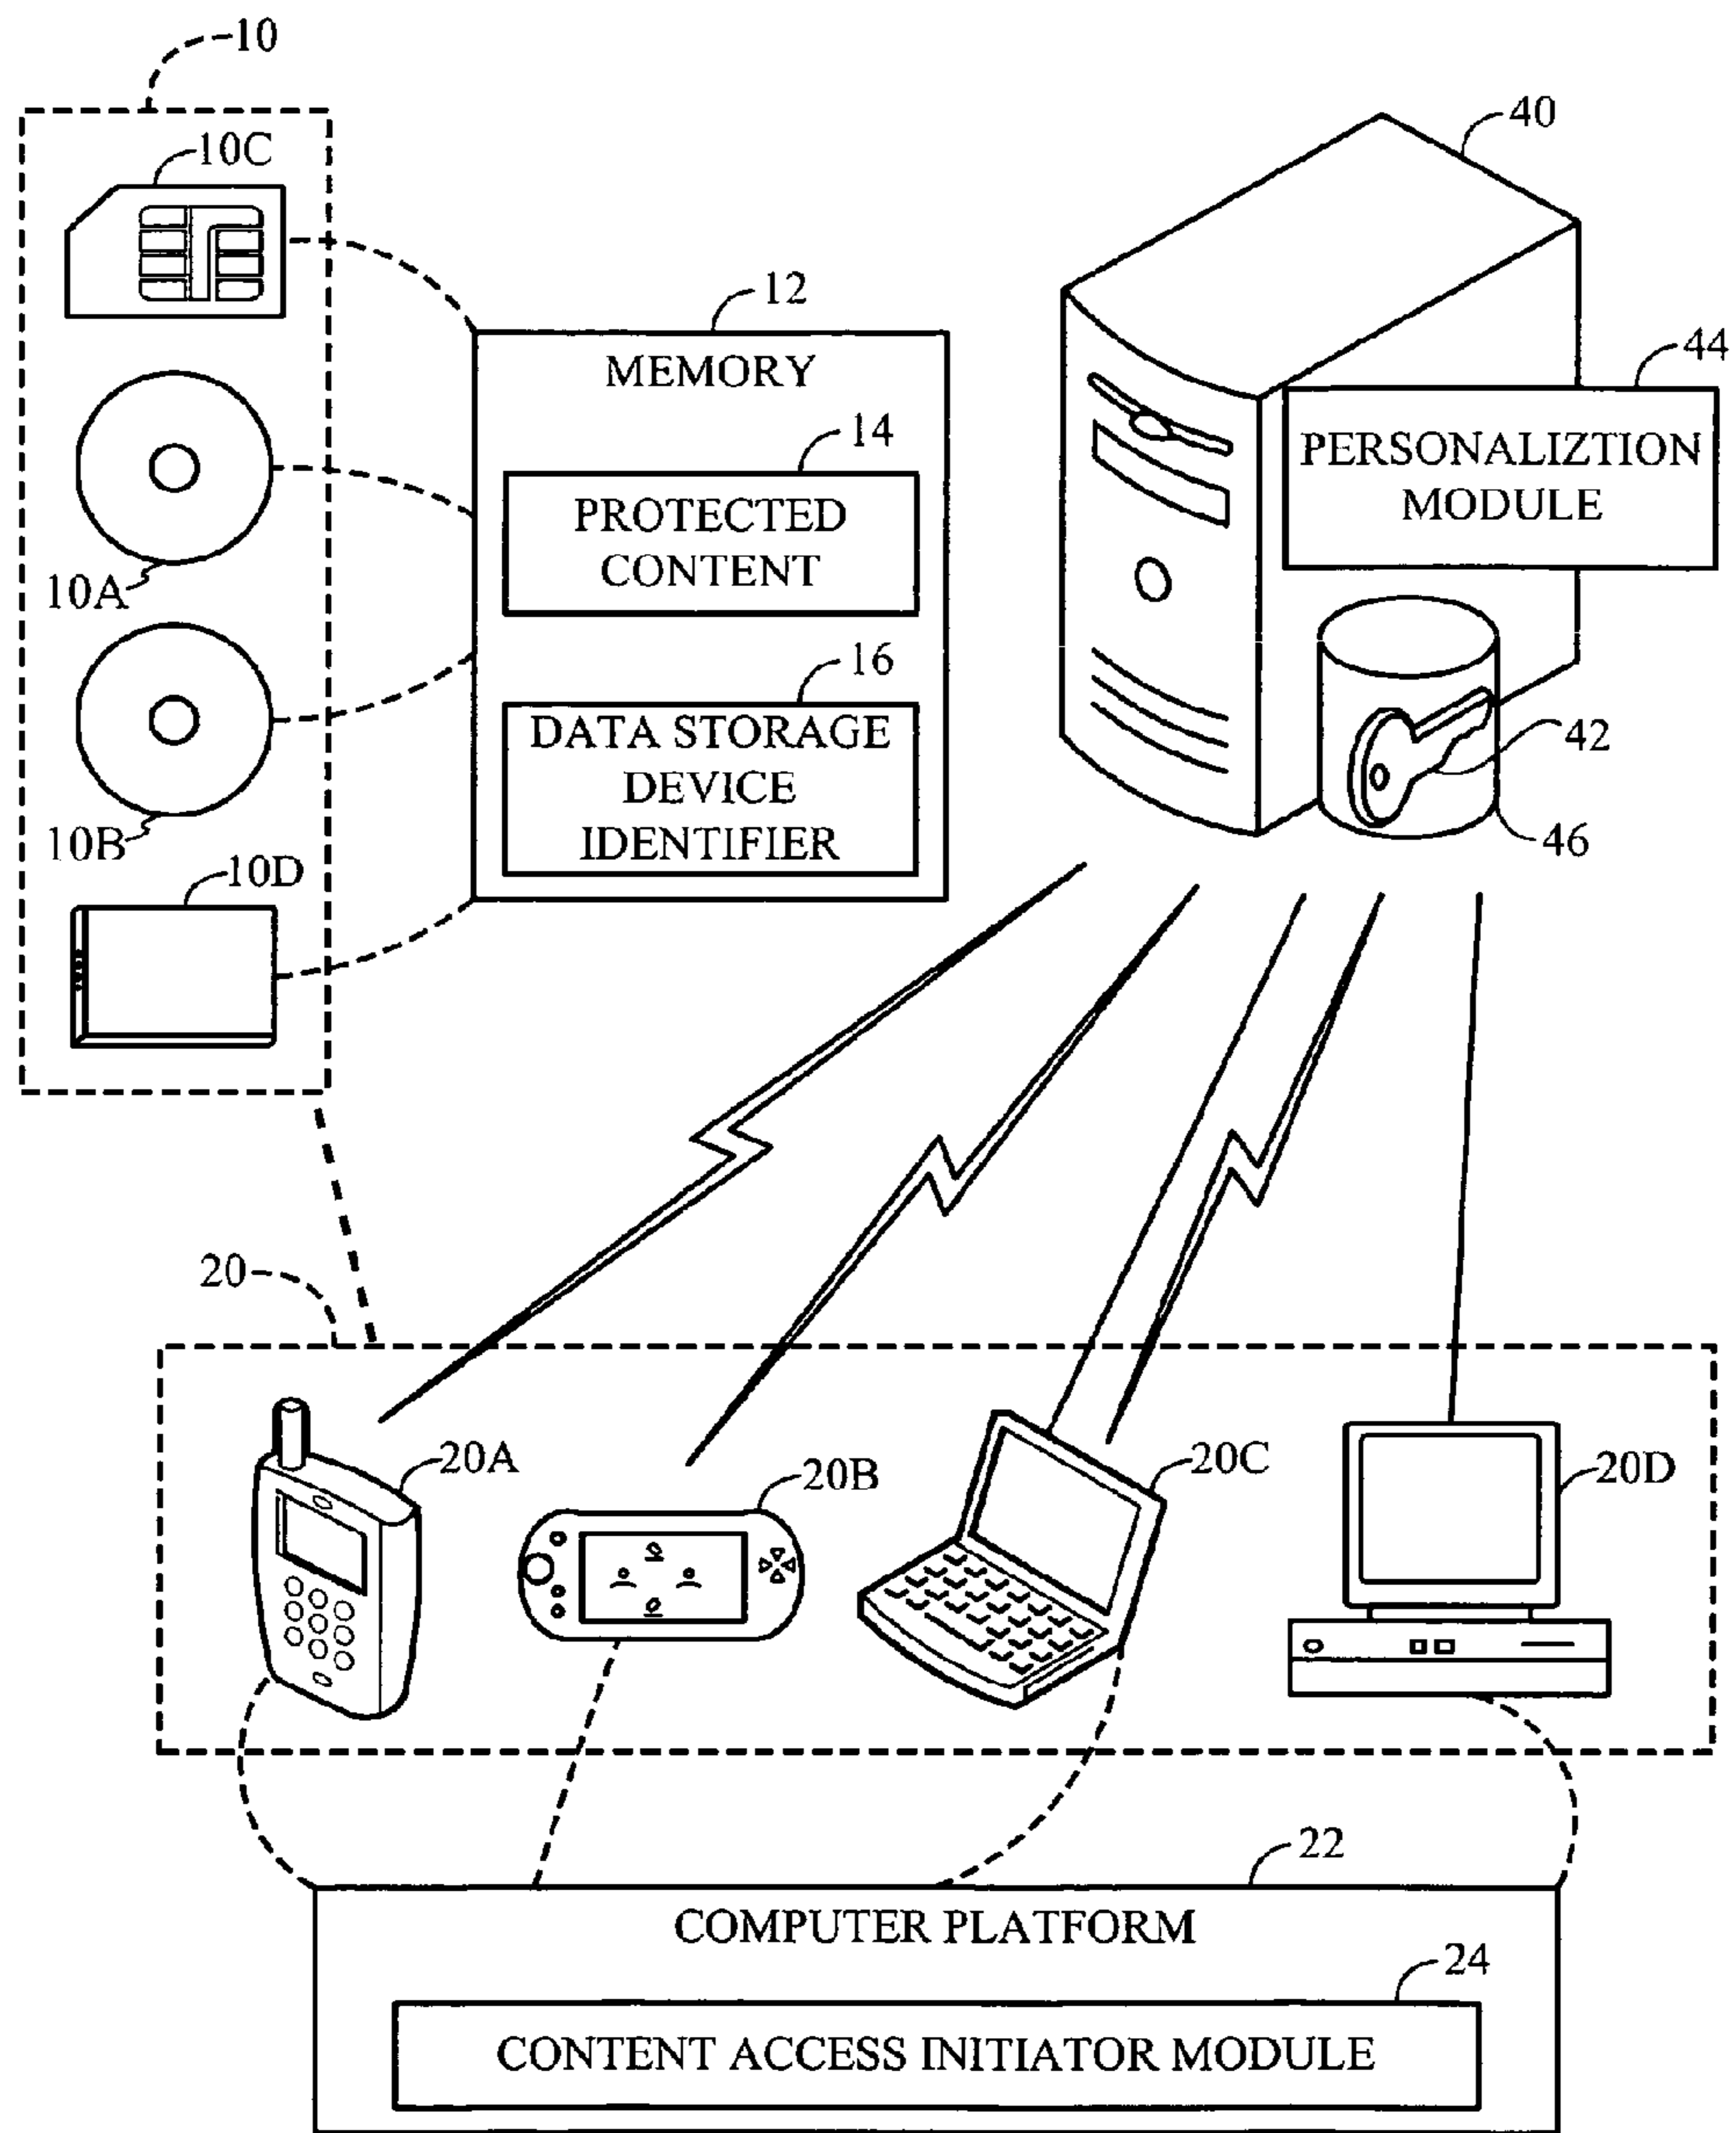 10
10C
10A
10B
10D
12
MEMORY
14
PROTECTED
CONTENT
16
DATA STORAGE
DEVICE
IDENTIFIER
40
44
PERSONALIZTION
MODULE
42
46
20
20A
20B
20C
20D
22
COMPUTER PLATFORM
24
CONTENT ACCESS INITIATOR MODULE